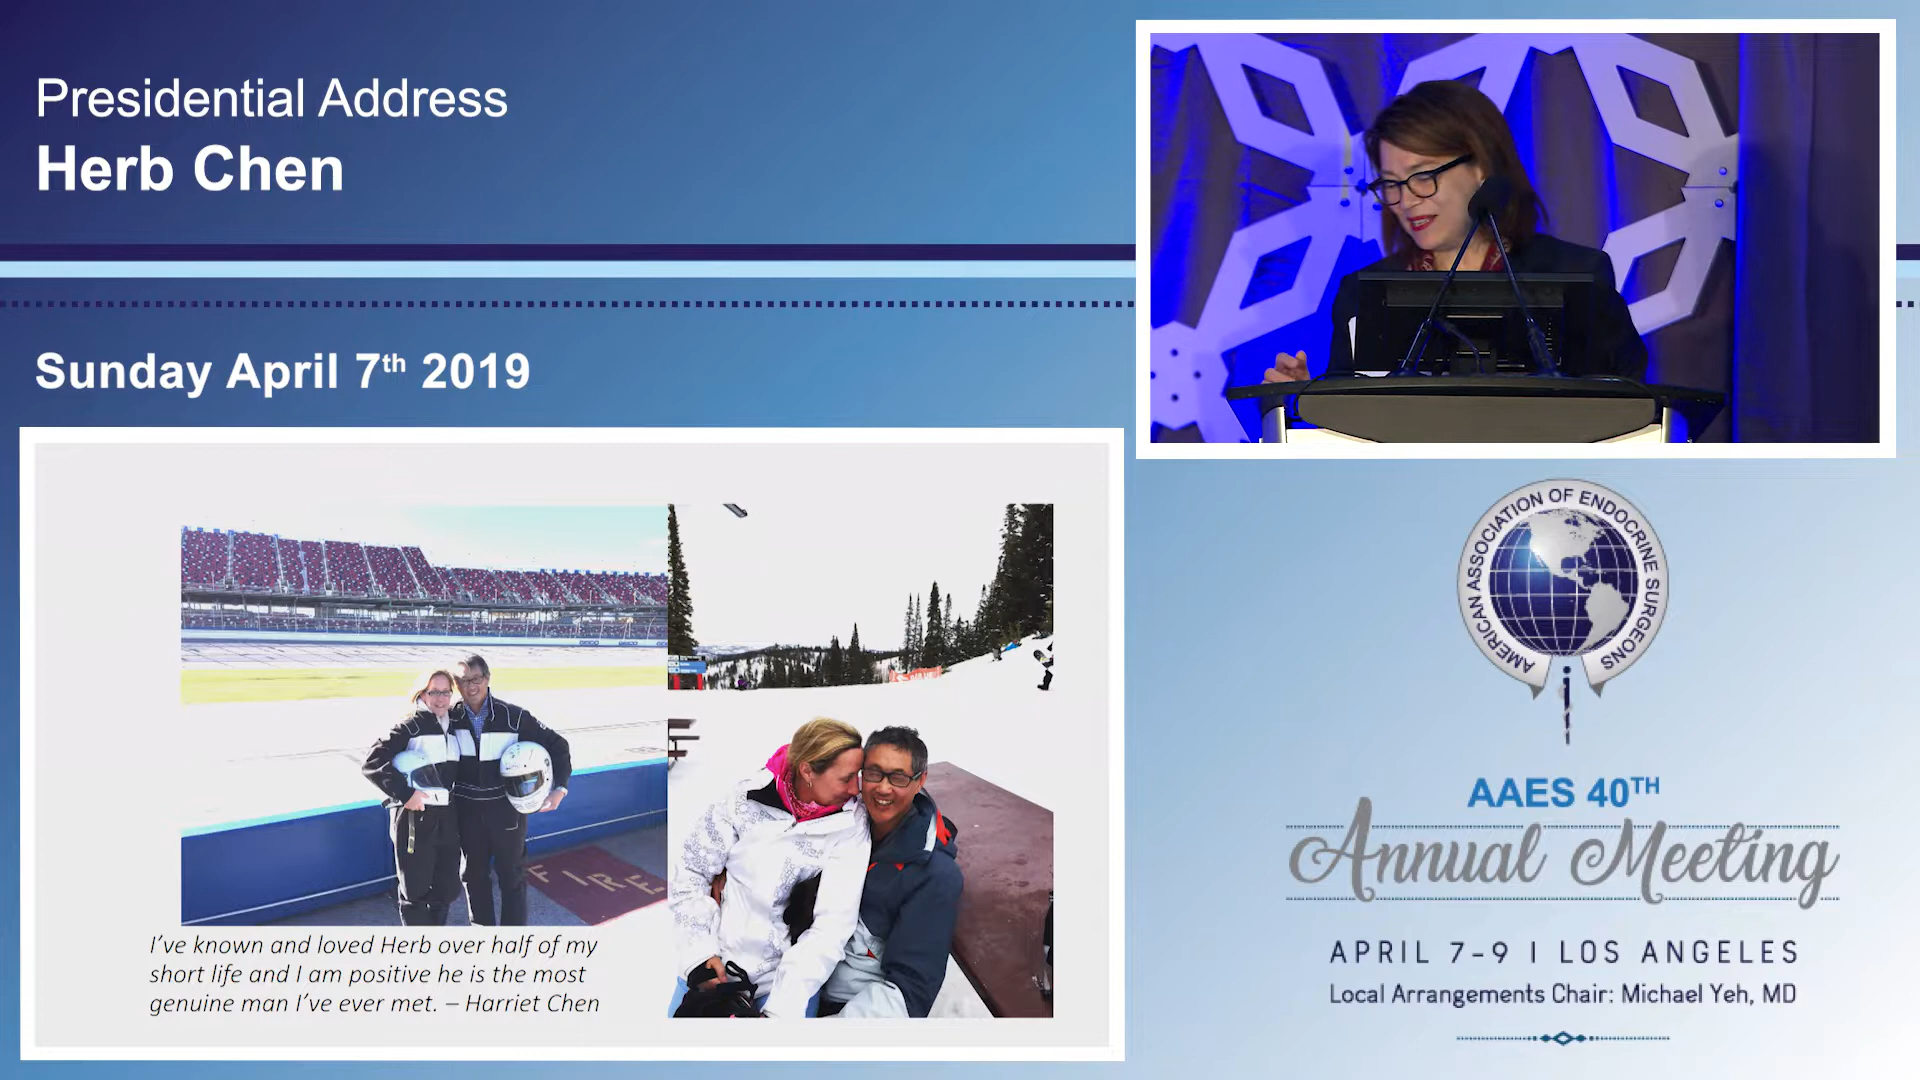 Presidential Address
Herb Chen
Sunday April 7th 2019
FIRE
I've known and loved Herb over half of my
short life and I am positive he is the most
genuine man I've ever met. – Harriet Chen
AMERICAN ASSOCIATION OF ENDOCRINE SURGEONS
AAES 40TH
Annual Meeting
APRIL 7-9 | LOS ANGELES
Local Arrangements Chair: Michael Yeh, MD